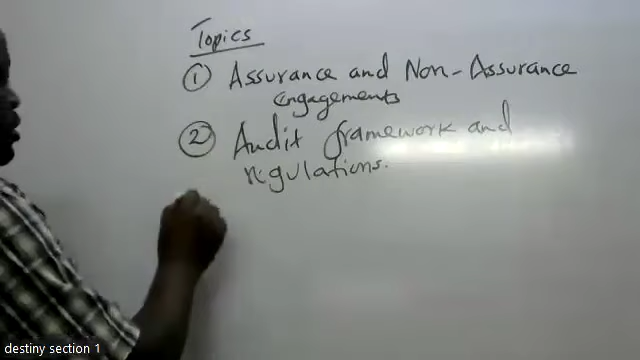 Topics
① Assurance and Non-Assurance
engagements
② Audit framework and
regulations.
destiny section 1